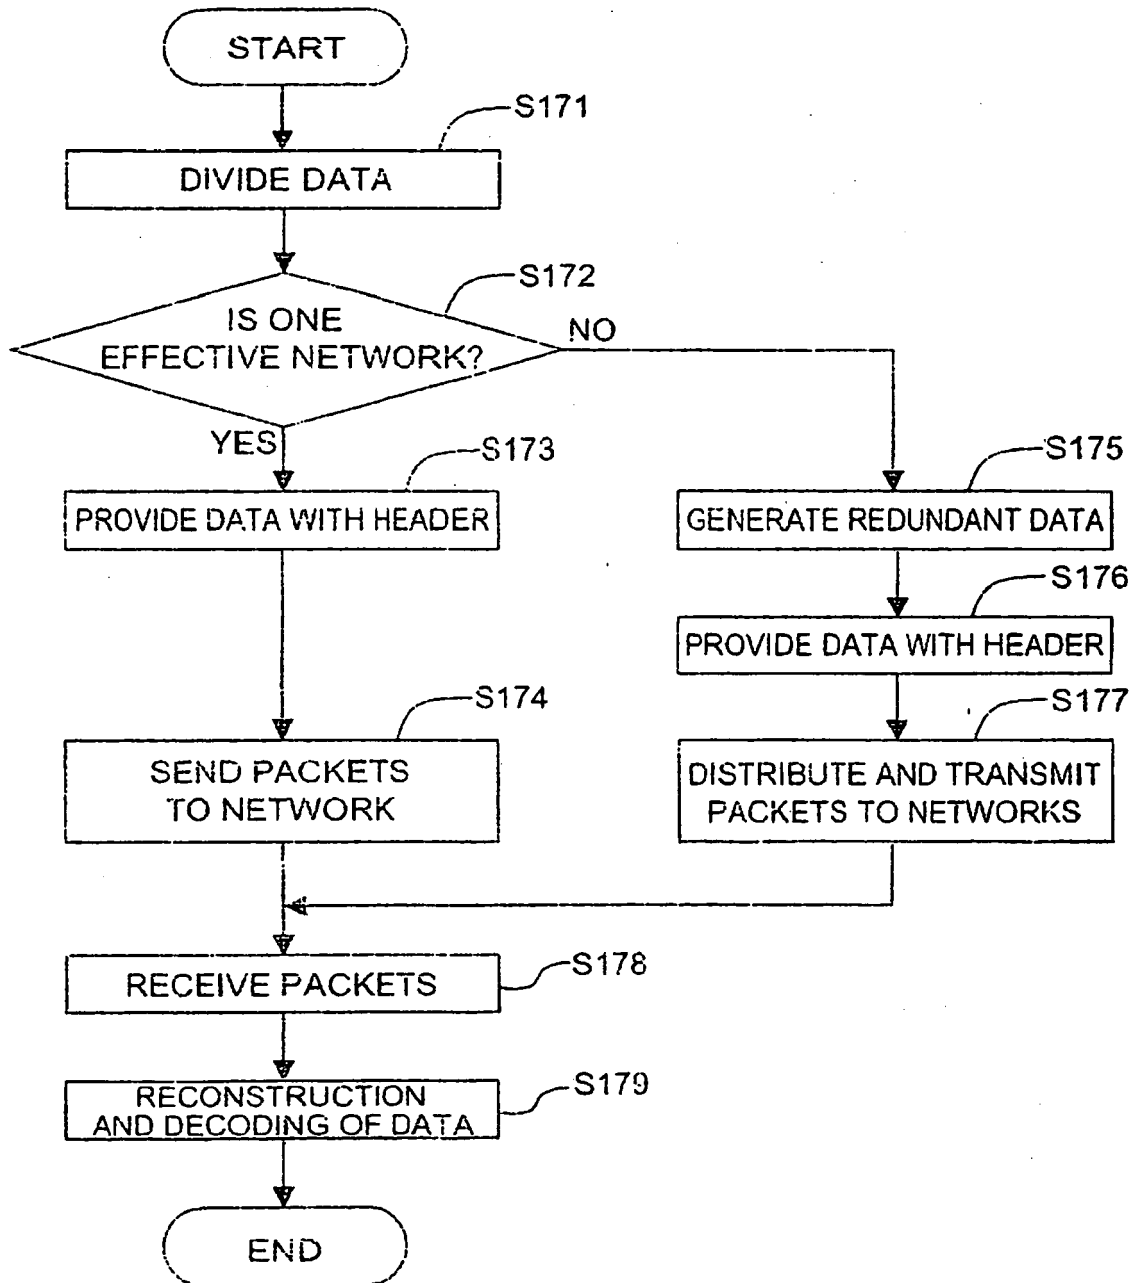 START
S171
DIVIDE DATA
S172
IS ONE
EFFECTIVE NETWORK?
NO
YES
S173
PROVIDE DATA WITH HEADER
S175
GENERATE REDUNDANT DATA
S176
PROVIDE DATA WITH HEADER
S174
SEND PACKETS
TO NETWORK
S177
DISTRIBUTE AND TRANSMIT
PACKETS TO NETWORKS
S178
RECEIVE PACKETS
S179
RECONSTRUCTION
AND DECODING OF DATA
END